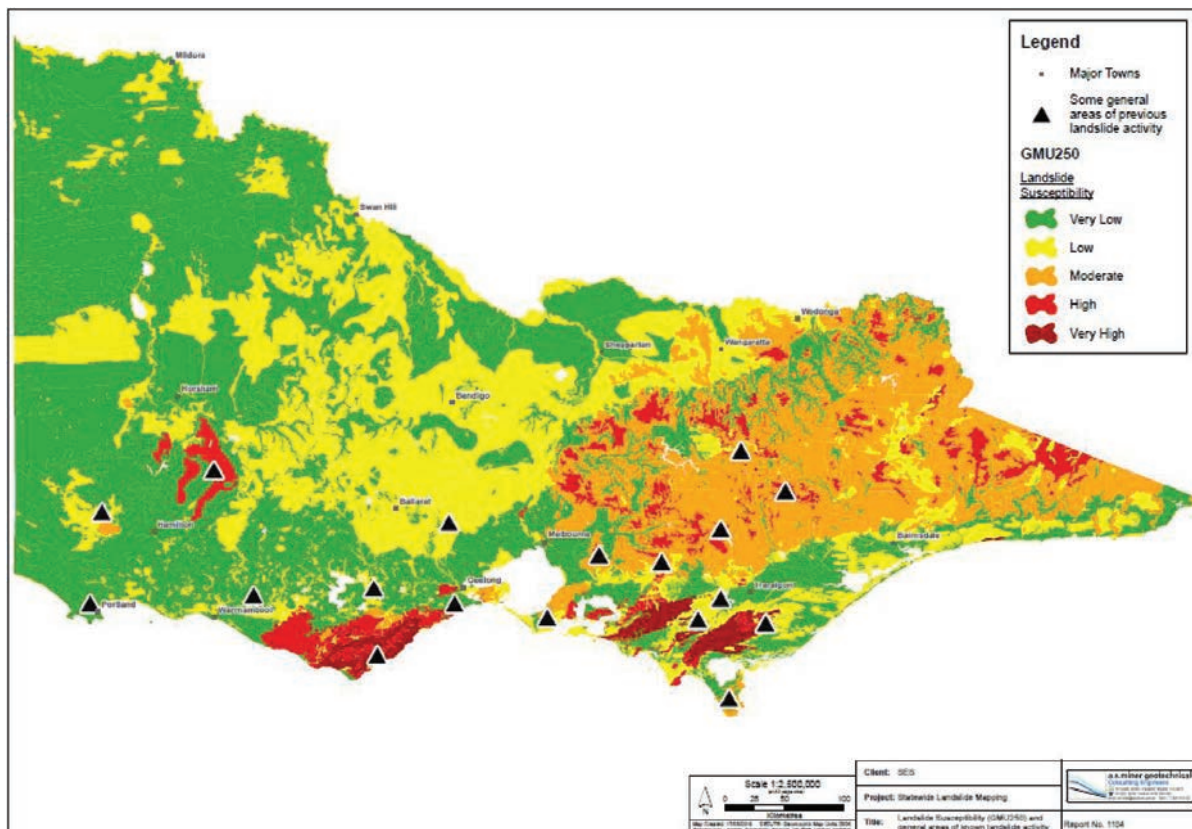 Mildura
Swan Hill
Wodonga
Shepparton
Wangaratta
Horsham
Bendigo
Ballarat
Hamilton
Melbourne
Bairnsdale
Geelong
Traralgon
Portland
Warrnambool
Legend
Major Towns
Some general
areas of previous
landslide activity
GMU250
Landslide
Susceptibility
Very Low
Low
Moderate
High
Very High
Scale 1:2,500,000
0 25 50 100
Kilometres
Client: SES
Project: Statewide Landslide Mapping
Title: Landslide Susceptibility (GMU250) and
general areas of known landslide activity
a.s.miner geotechnical
Consulting Engineers
Report No. 1104